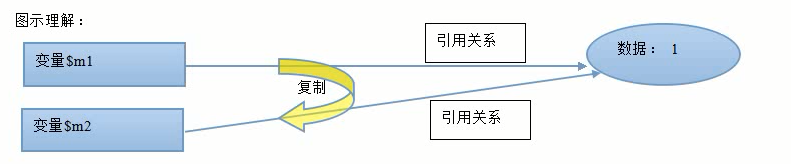 图示理解：
引用关系
变量$m1
数据： 1
复制
变量$m2
引用关系